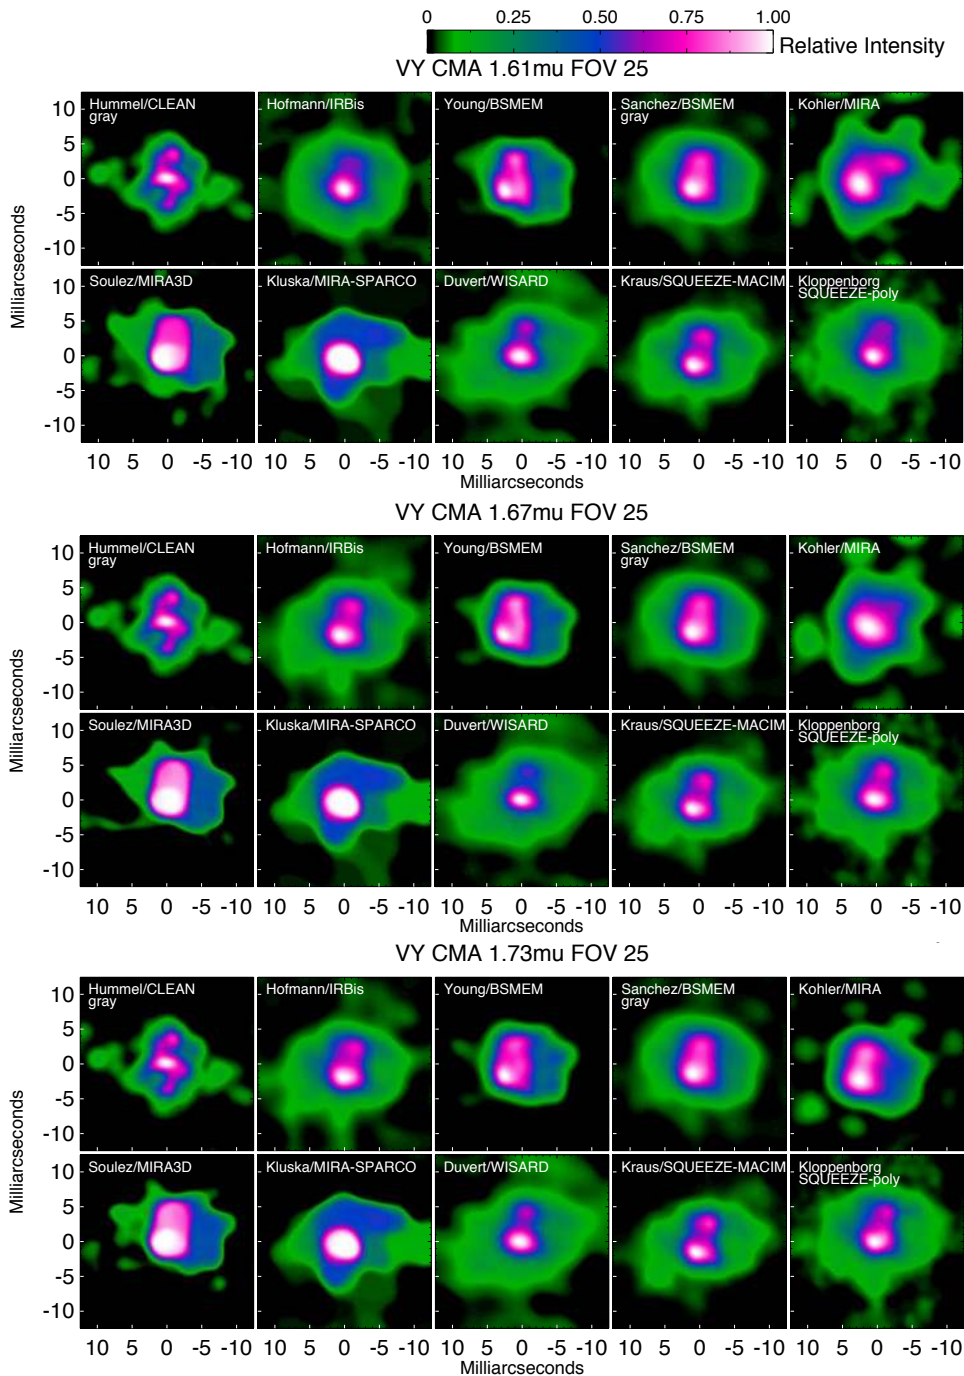 0 0.25 0.50 0.75 1.00
Relative Intensity
VY CMA 1.61mu FOV 25
Hummel/CLEAN
gray
Hofmann/IRBis
Young/BSMEM
Sanchez/BSMEM
gray
Kohler/MIRA
10
5
0
-5
-10
Milliarcseconds
Soulez/MIRA3D
Kluska/MIRA-SPARCO
Duvert/WISARD
Kraus/SQUEEZE-MACIM
Kloppenborg
SQUEEZE-poly
10
5
0
-5
-10
10 5 0 -5 -10 10 5 0 -5 -10 10 5 0 -5 -10 10 5 0 -5 -10 10 5 0 -5 -10
Milliarcseconds
VY CMA 1.67mu FOV 25
Hummel/CLEAN
gray
Hofmann/IRBis
Young/BSMEM
Sanchez/BSMEM
gray
Kohler/MIRA
10
5
0
-5
-10
Milliarcseconds
Soulez/MIRA3D
Kluska/MIRA-SPARCO
Duvert/WISARD
Kraus/SQUEEZE-MACIM
Kloppenborg
SQUEEZE-poly
10
5
0
-5
-10
10 5 0 -5 -10 10 5 0 -5 -10 10 5 0 -5 -10 10 5 0 -5 -10 10 5 0 -5 -10
Milliarcseconds
VY CMA 1.73mu FOV 25
Hummel/CLEAN
gray
Hofmann/IRBis
Young/BSMEM
Sanchez/BSMEM
gray
Kohler/MIRA
10
5
0
-5
-10
Milliarcseconds
Soulez/MIRA3D
Kluska/MIRA-SPARCO
Duvert/WISARD
Kraus/SQUEEZE-MACIM
Kloppenborg
SQUEEZE-poly
10
5
0
-5
-10
10 5 0 -5 -10 10 5 0 -5 -10 10 5 0 -5 -10 10 5 0 -5 -10 10 5 0 -5 -10
Milliarcseconds